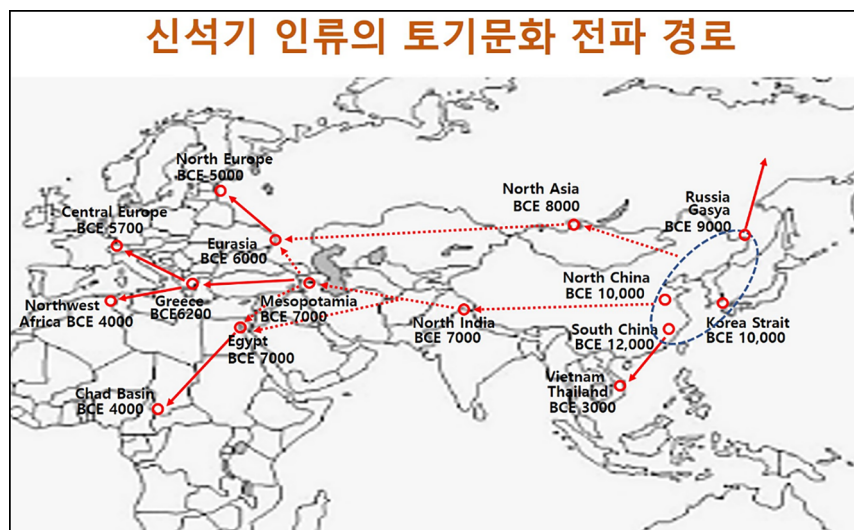 신석기 인류의 토기문화 전파 경로
North Europe
BCE 5000
Central Europe
BCE 5700
Eurasia
BCE 6000
North Asia
BCE 8000
Russia
Gasya
BCE 9000
Northwest
Africa BCE 4000
Greece
BCE6200
Mesopotamia
BCE 7000
Egypt
BCE 7000
North India
BCE 7000
North China
BCE 10,000
South China
BCE 12,000
Korea Strait
BCE 10,000
Chad Basin
BCE 4000
Vietnam
Thailand
BCE 3000